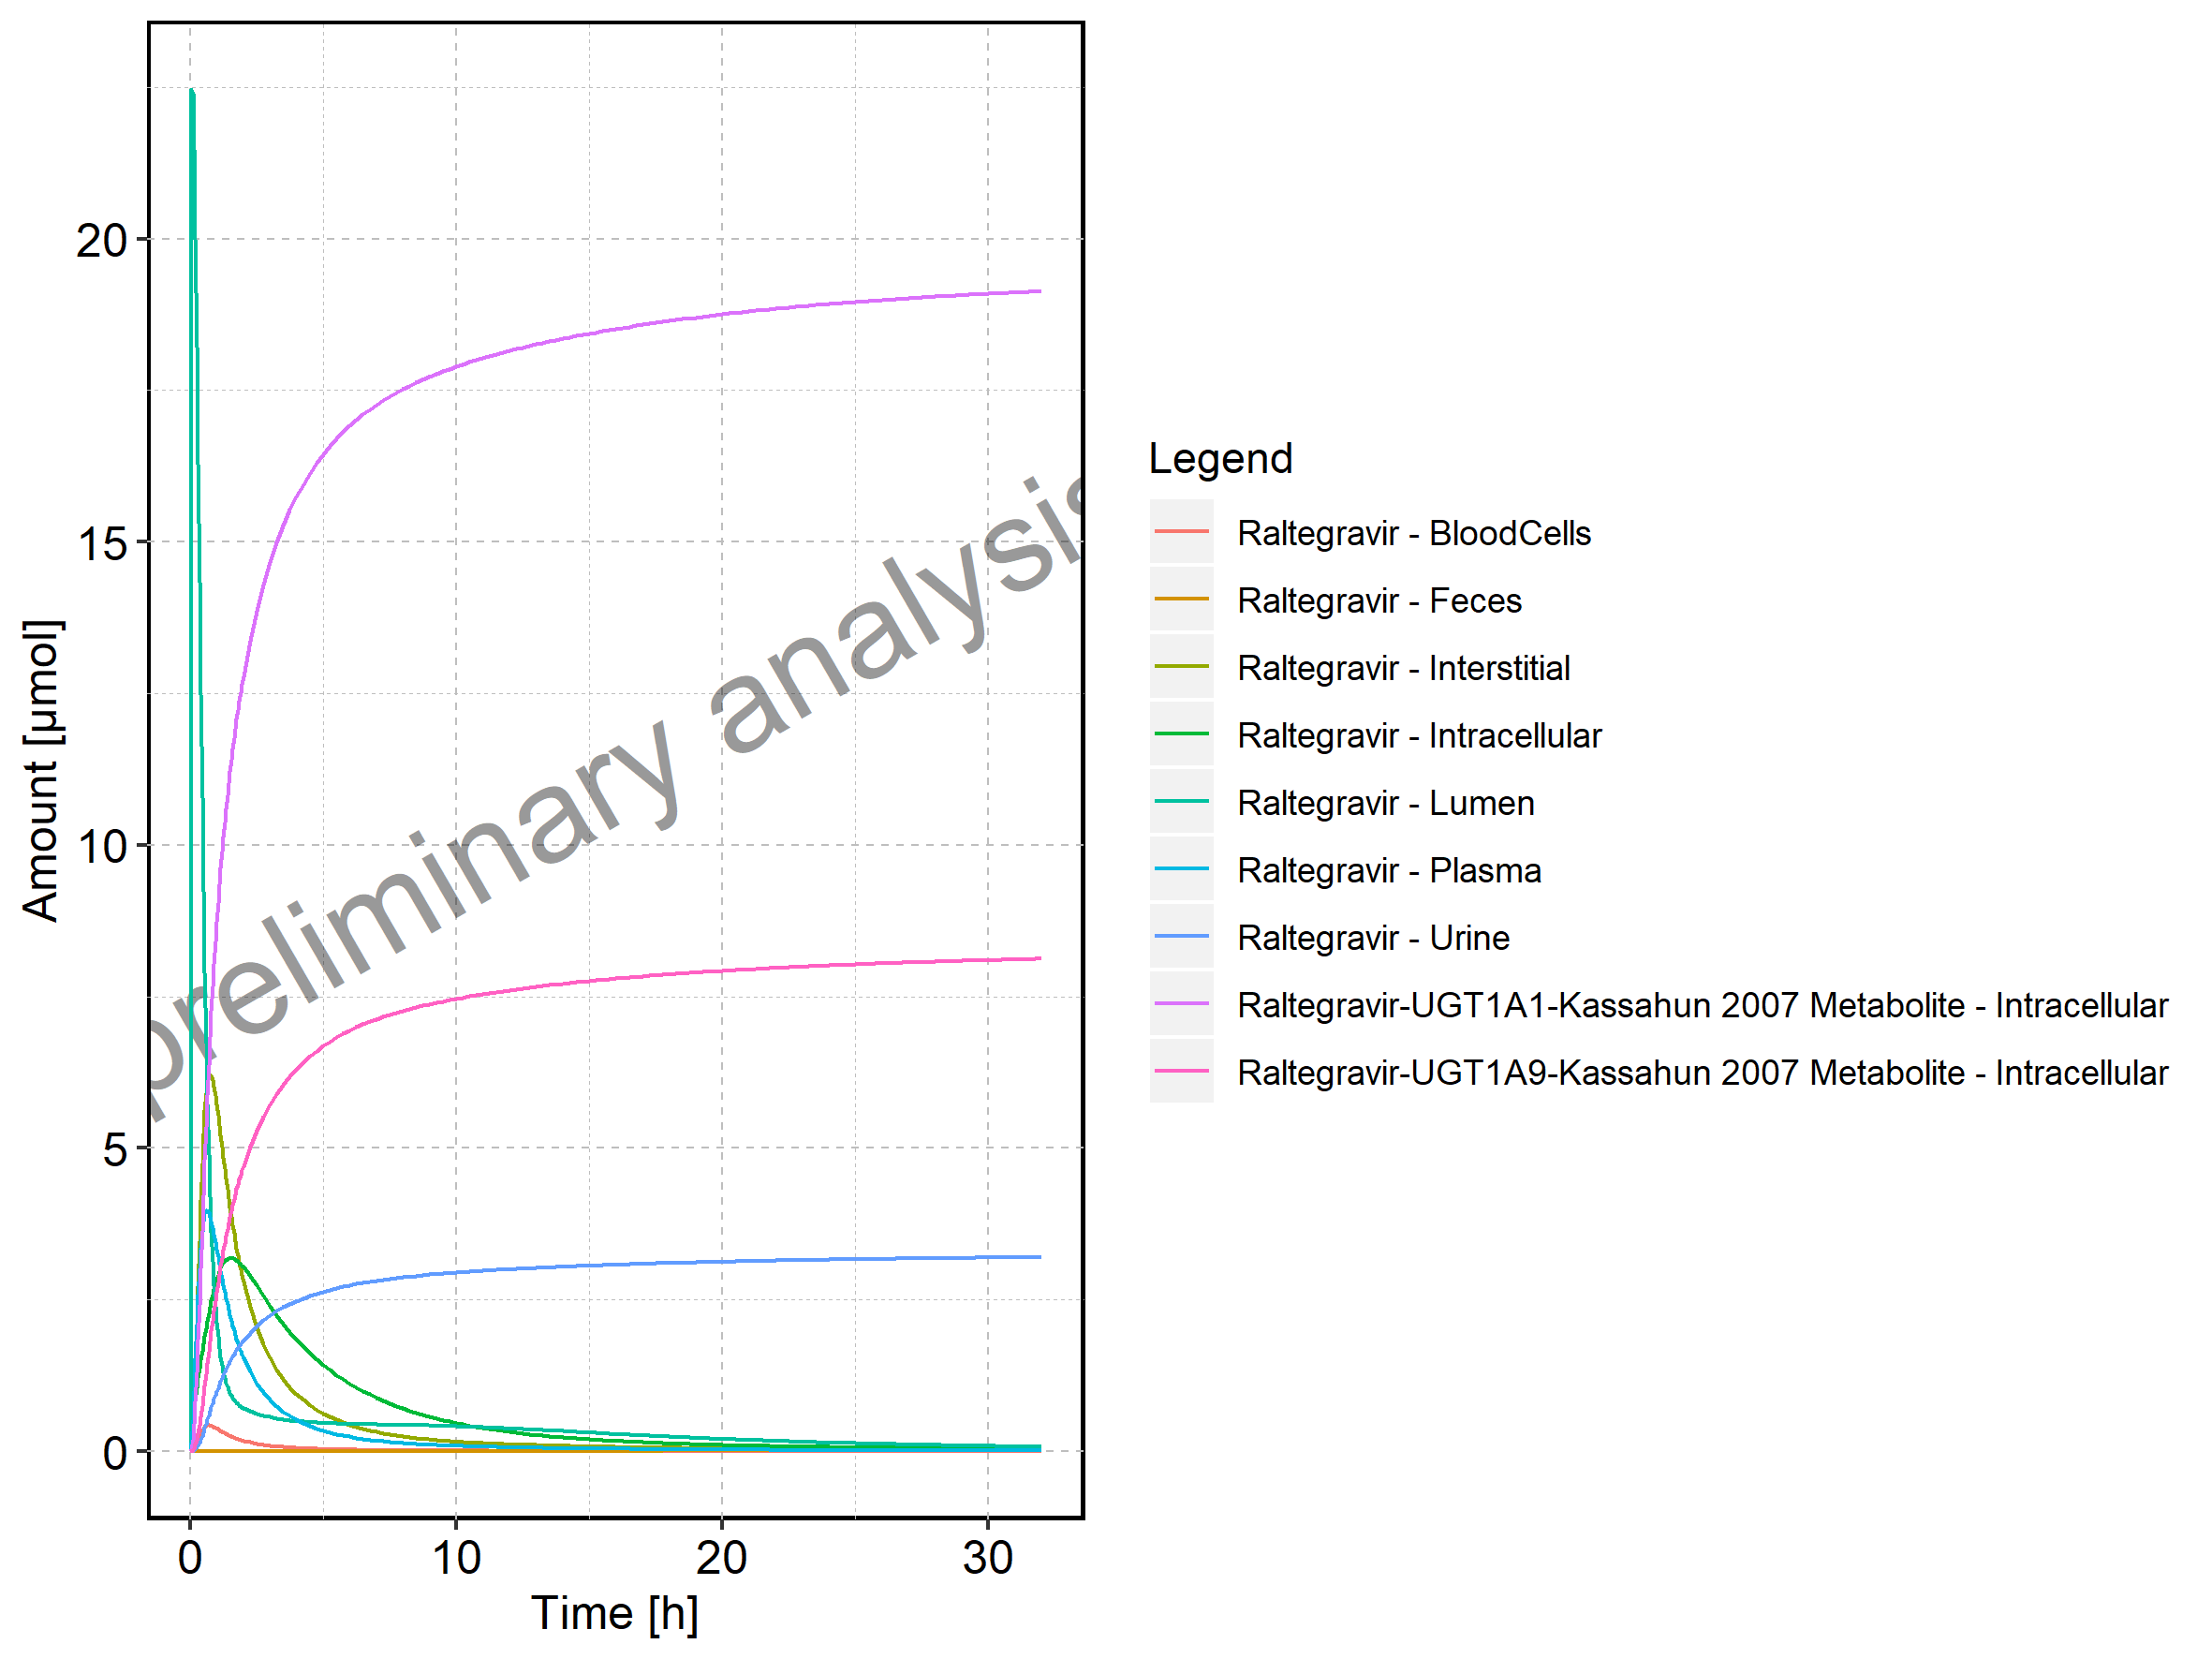 20
15
10
5
0
Amount [µmol]
preliminary analysis
0 10 20 30
Time [h]
Legend
Raltegravir - BloodCells
Raltegravir - Feces
Raltegravir - Interstitial
Raltegravir - Intracellular
Raltegravir - Lumen
Raltegravir - Plasma
Raltegravir - Urine
Raltegravir-UGT1A1-Kassahun 2007 Metabolite - Intracellular
Raltegravir-UGT1A9-Kassahun 2007 Metabolite - Intracellular